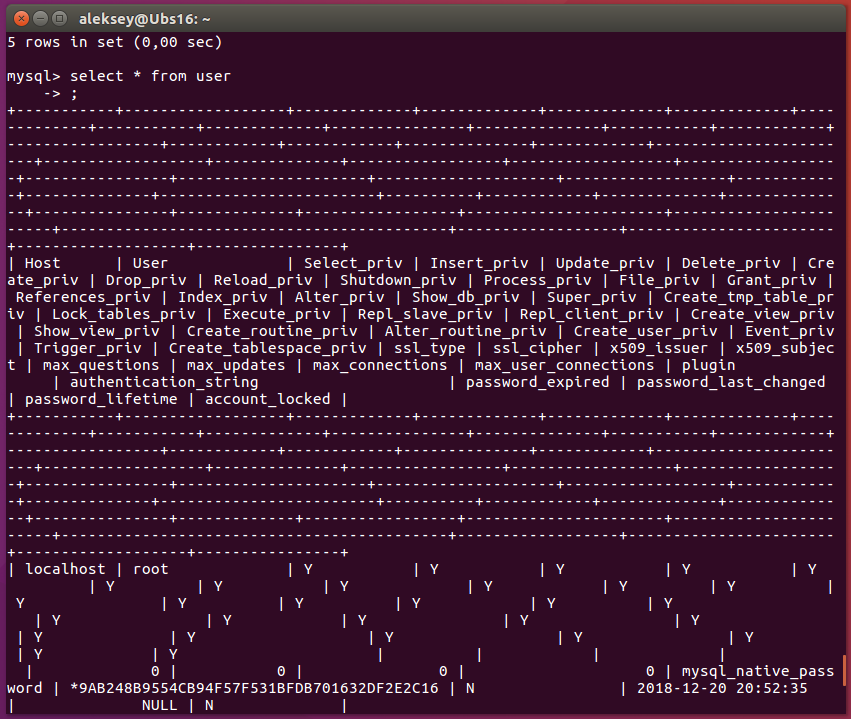 aleksey@Ubs16: ~
5 rows in set (0,00 sec)
mysql> select * from user
    -> ;
+-----------+------------------+-------------+-------------+-------------+-------------+----
---------+-----------+-------------+---------------+--------------+-----------+------------+
-----------------+------------+------------+--------------+------------+--------------------
---+------------------+--------------+-----------------+------------------+-----------------
-+----------------+---------------------+--------------------+------------------+-----------
-+--------------+------------------------+----------+------------+-------------+------------
--+---------------+-------------+-----------------+----------------------+------------------
-----+-------------------------------------------+------------------+-----------------------
+-------------------+----------------+
| Host      | User             | Select_priv | Insert_priv | Update_priv | Delete_priv | Cre
ate_priv | Drop_priv | Reload_priv | Shutdown_priv | Process_priv | File_priv | Grant_priv |
 References_priv | Index_priv | Alter_priv | Show_db_priv | Super_priv | Create_tmp_table_pr
iv | Lock_tables_priv | Execute_priv | Repl_slave_priv | Repl_client_priv | Create_view_priv
 | Show_view_priv | Create_routine_priv | Alter_routine_priv | Create_user_priv | Event_priv
 | Trigger_priv | Create_tablespace_priv | ssl_type | ssl_cipher | x509_issuer | x509_subjec
t | max_questions | max_updates | max_connections | max_user_connections | plugin
     | authentication_string                     | password_expired | password_last_changed
| password_lifetime | account_locked |
+-----------+------------------+-------------+-------------+-------------+-------------+----
---------+-----------+-------------+---------------+--------------+-----------+------------+
-----------------+------------+------------+--------------+------------+--------------------
---+------------------+--------------+-----------------+------------------+-----------------
-+----------------+---------------------+--------------------+------------------+-----------
-+--------------+------------------------+----------+------------+-------------+------------
--+---------------+-------------+-----------------+----------------------+------------------
-----+-------------------------------------------+------------------+-----------------------
+-------------------+----------------+
| localhost | root             | Y           | Y           | Y           | Y           | Y
         | Y         | Y           | Y             | Y            | Y         | Y          |
 Y               | Y          | Y          | Y            | Y          | Y
   | Y                | Y            | Y               | Y                | Y
 | Y              | Y                   | Y                  | Y                | Y
 | Y            | Y                      |          |            |             |
  |             0 |           0 |               0 |                    0 | mysql_native_pass
word | *9AB248B9554CB94F57F531BFDB701632DF2E2C16 | N                | 2018-12-20 20:52:35
|              NULL | N              |